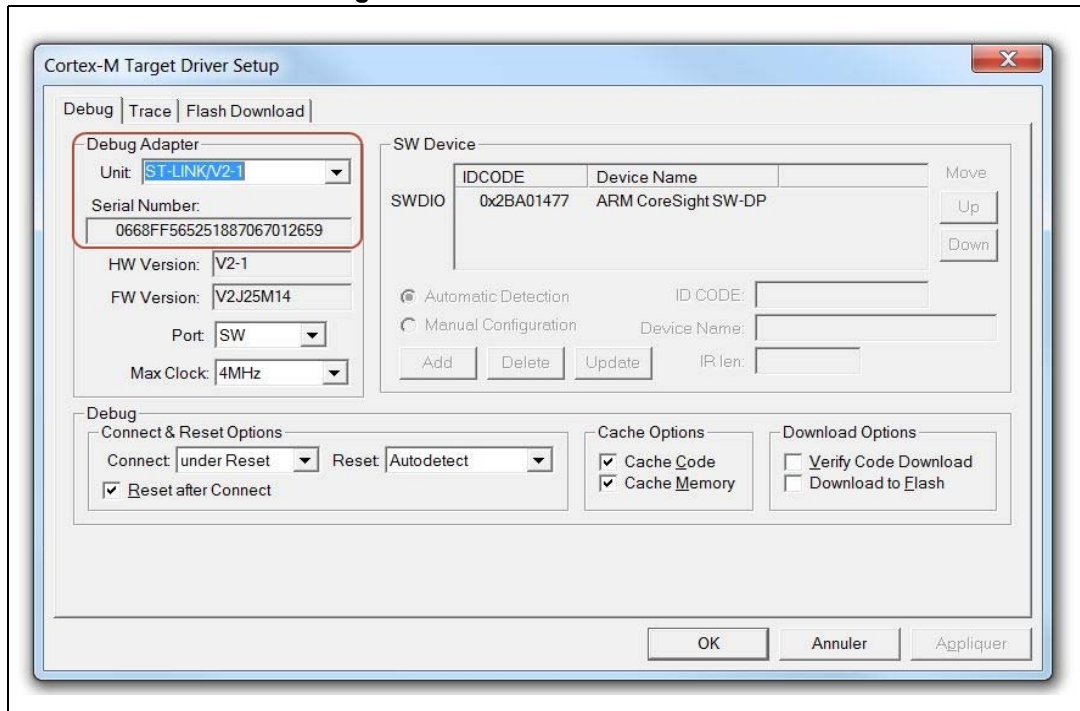 Cortex-M Target Driver Setup
X
Debug Trace Flash Download
Debug Adapter
Unit: ST-LINK/V2-1
Serial Number:
0668FF565251887067012659
HW Version: V2-1
FW Version: V2J25M14
Port: SW
Max Clock: 4MHz
SW Device
IDCODE Device Name Move
SWDIO 0x2BA01477 ARM CoreSight SW-DP Up
Down
Automatic Detection ID CODE:
Manual Configuration Device Name:
Add Delete Update IR len:
Debug
Connect & Reset Options
Connect: under Reset Reset: Autodetect
Reset after Connect
Cache Options
Cache Code
Cache Memory
Download Options
Verify Code Download
Download to Flash
OK Annuler Appliquer